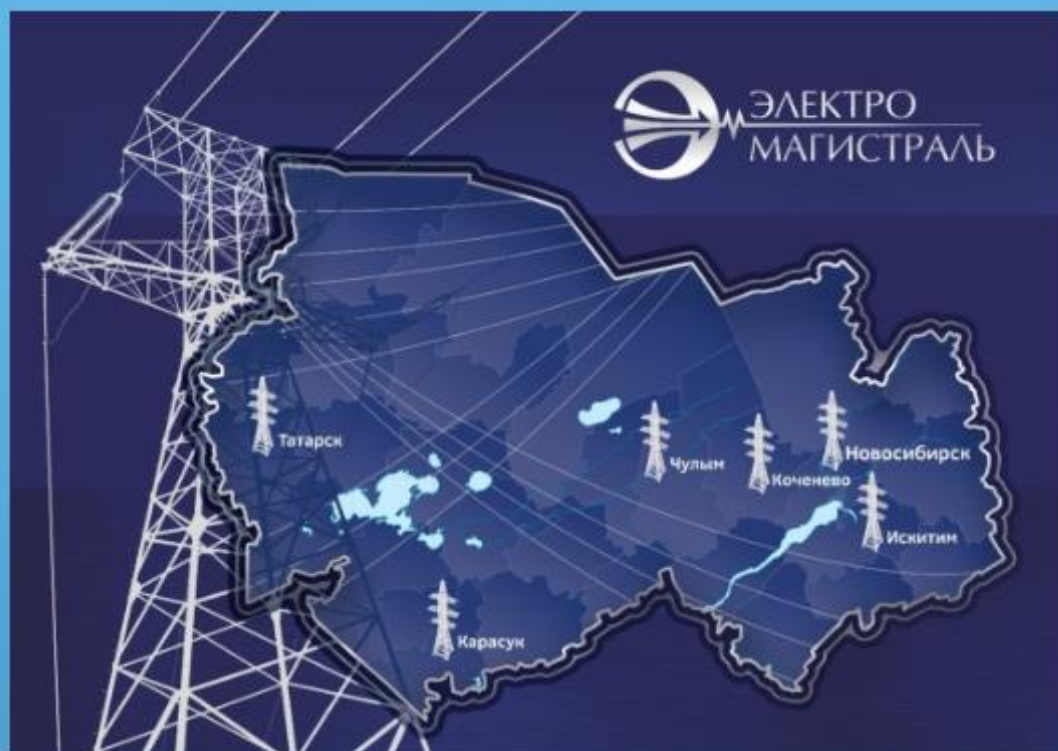 ЭЛЕКТРО
МАГИСТРАЛЬ
Татарск
Чулым
Новосибирск
Коченево
Искитим
Карасук